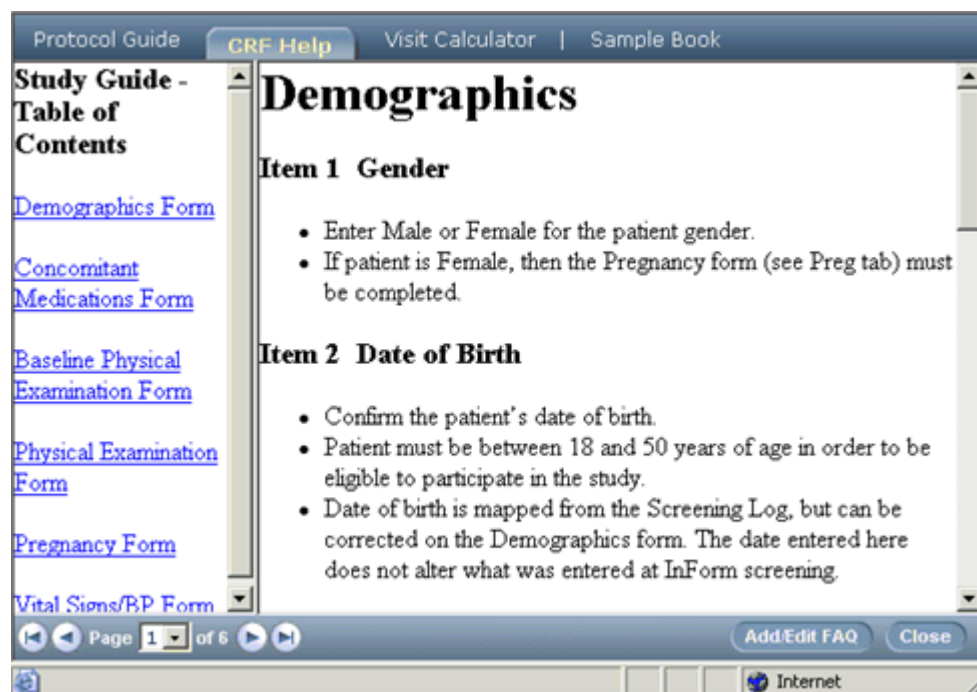 Protocol Guide CRF Help Visit Calculator | Sample Book
Study Guide -
Table of
Contents
Demographics Form
Concomitant
Medications Form
Baseline Physical
Examination Form
Physical Examination
Form
Pregnancy Form
Vital Signs/BP Form
Demographics
Item 1 Gender
• Enter Male or Female for the patient gender.
• If patient is Female, then the Pregnancy form (see Preg tab) must
be completed.
Item 2 Date of Birth
• Confirm the patient's date of birth.
• Patient must be between 18 and 50 years of age in order to be
eligible to participate in the study.
• Date of birth is mapped from the Screening Log, but can be
corrected on the Demographics form. The date entered here
does not alter what was entered at InForm screening.
Page 1 of 6 Add/Edit FAQ Close
Internet